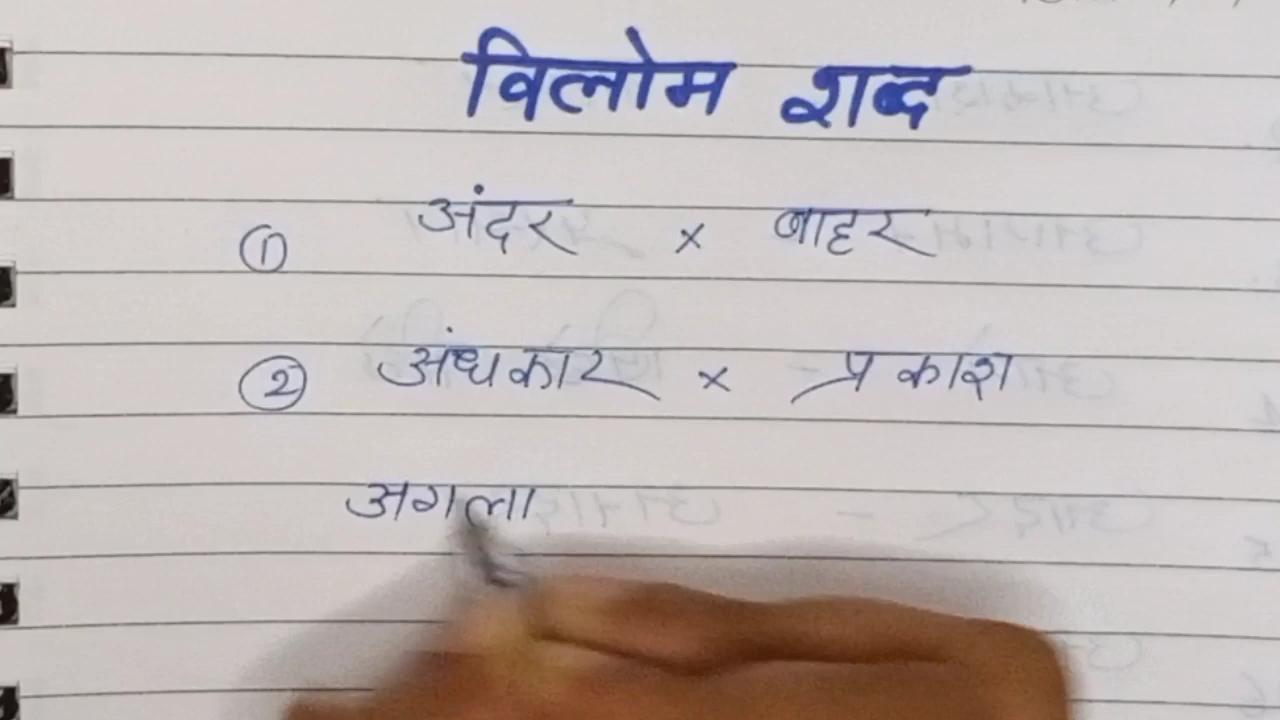 विलोम शब्द
① अंदर × बाहर
② अंधकार × प्रकाश
अगला